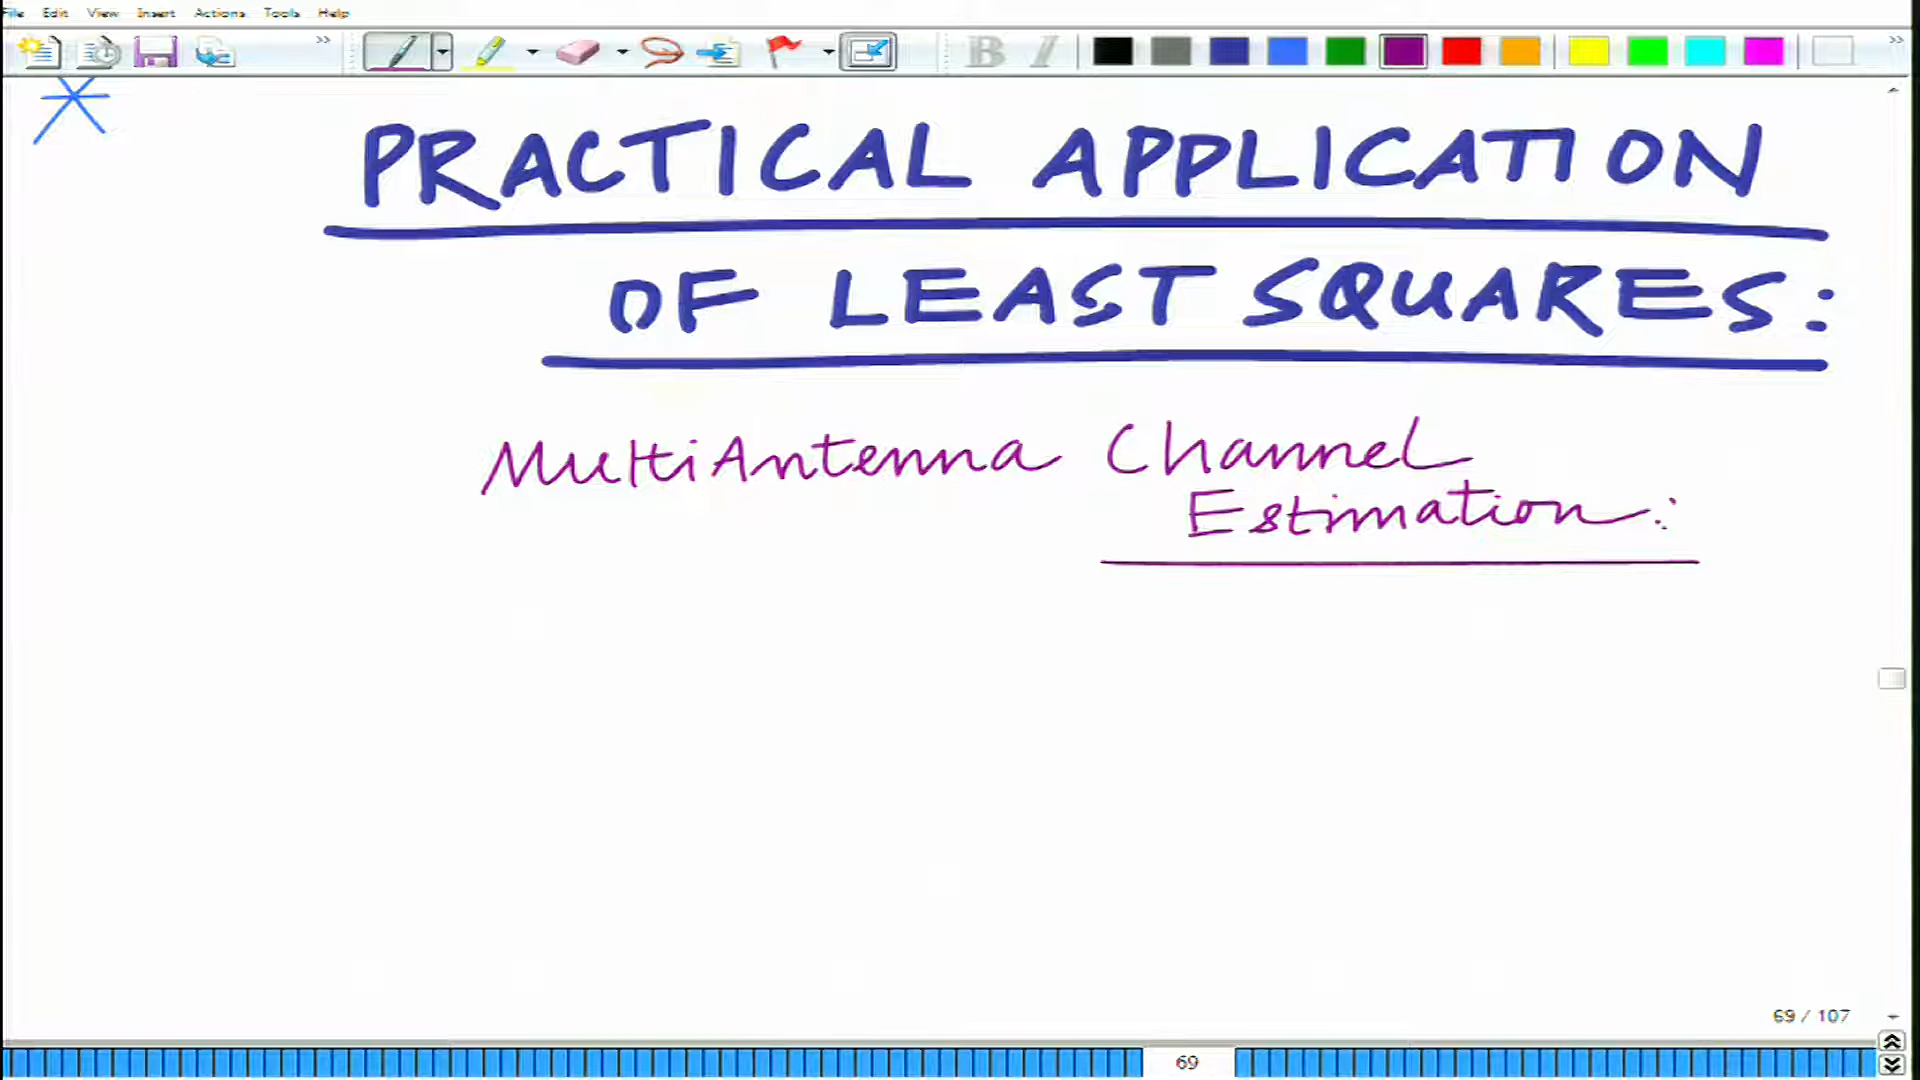 File Edit View Insert Actions Tools Help
B I
PRACTICAL APPLICATION
OF LEAST SQUARES:
MultiAntenna Channel
Estimation:
69 / 107
69